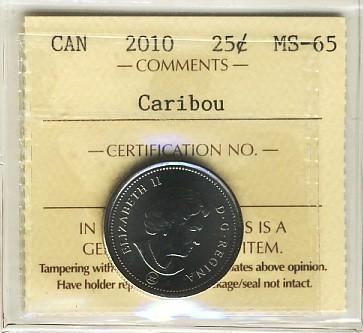 CAN 2010 25¢ MS-65
— COMMENTS —
Caribou
— CERTIFICATION NO. —
IN S IS A
GE ITEM.
Tampering with ates above opinion.
Have holder rep kage/seal not intact.
ELIZABETH II D·G·REGINA